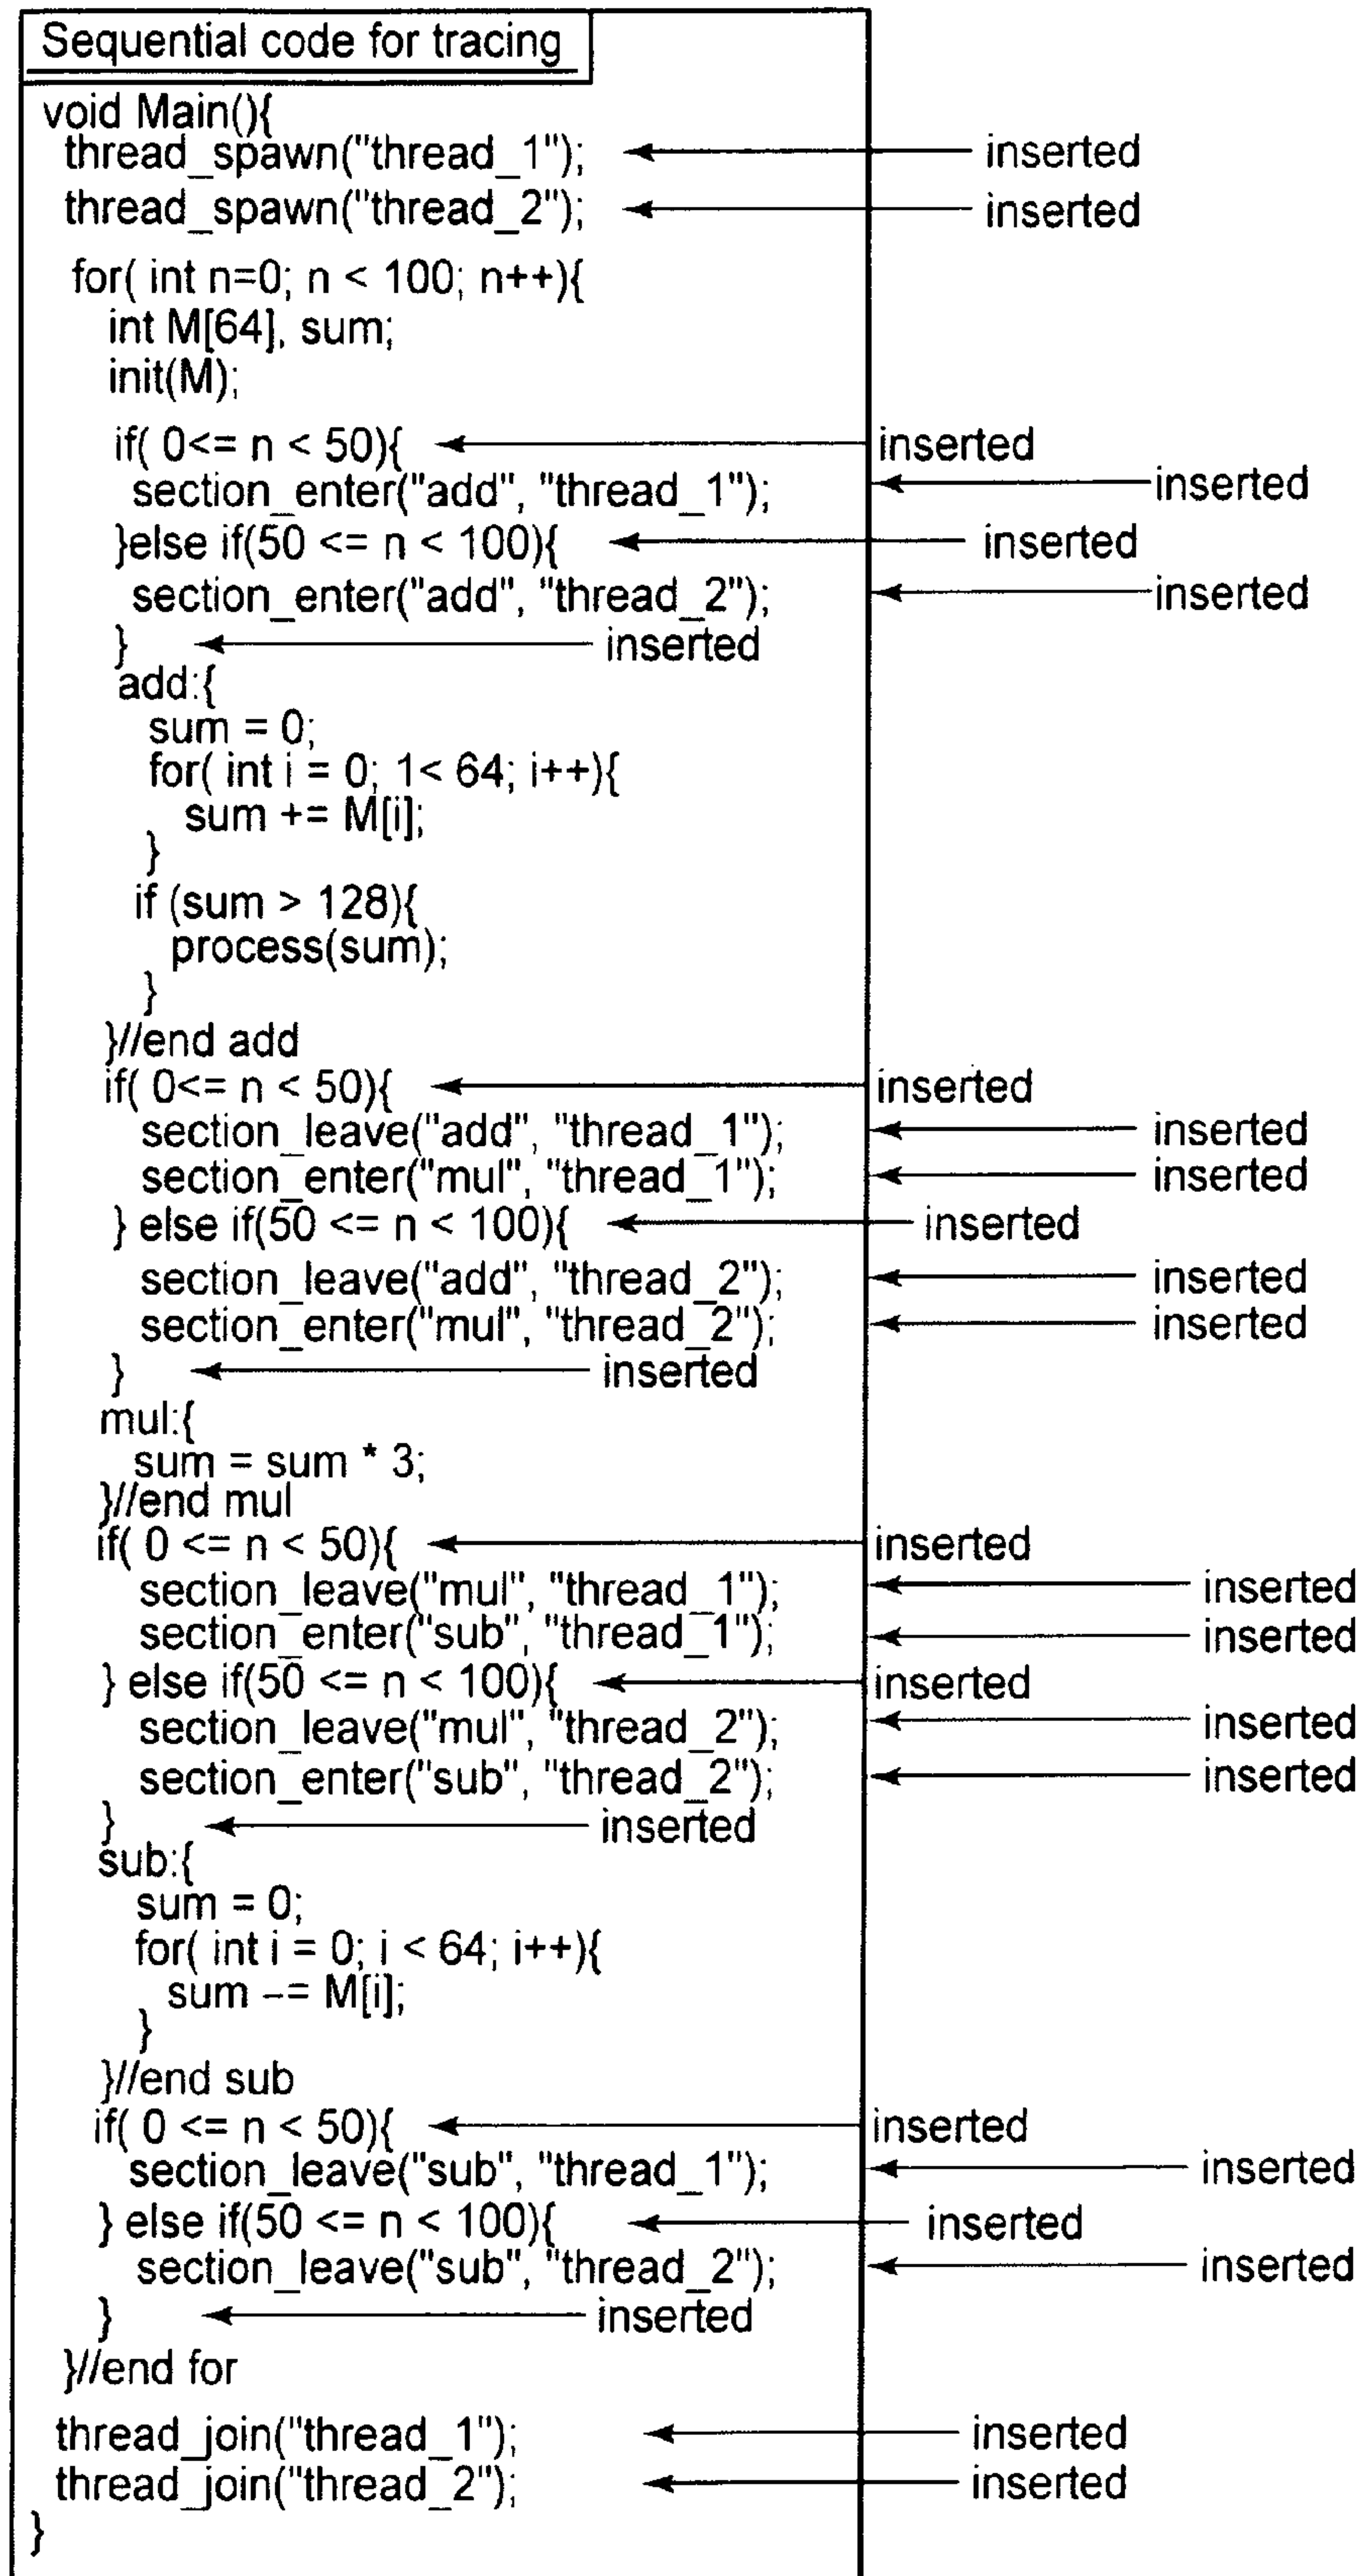 Sequential code for tracing
void Main(){
thread_spawn("thread_1"); inserted
thread_spawn("thread_2"); inserted
for( int n=0; n < 100; n++){
int M[64], sum;
init(M);
if( 0<= n < 50){ inserted
section_enter("add", "thread_1"); inserted
}else if(50 <= n < 100){ inserted
section_enter("add", "thread_2"); inserted
} inserted
add:{
sum = 0;
for( int i = 0; 1< 64; i++){
sum += M[i];
}
if (sum > 128){
process(sum);
}
}//end add
if( 0<= n < 50){ inserted
section_leave("add", "thread_1"); inserted
section_enter("mul", "thread_1"); inserted
} else if(50 <= n < 100){ inserted
section_leave("add", "thread_2"); inserted
section_enter("mul", "thread_2"); inserted
} inserted
mul:{
sum = sum * 3;
}//end mul
if( 0 <= n < 50){ inserted
section_leave("mul", "thread_1"); inserted
section_enter("sub", "thread_1"); inserted
} else if(50 <= n < 100){ inserted
section_leave("mul", "thread_2"); inserted
section_enter("sub", "thread_2"); inserted
} inserted
sub:{
sum = 0;
for( int i = 0; i < 64; i++){
sum –= M[i];
}
}//end sub
if( 0 <= n < 50){ inserted
section_leave("sub", "thread_1"); inserted
} else if(50 <= n < 100){ inserted
section_leave("sub", "thread_2"); inserted
} inserted
}//end for
thread_join("thread_1"); inserted
thread_join("thread_2"); inserted
}